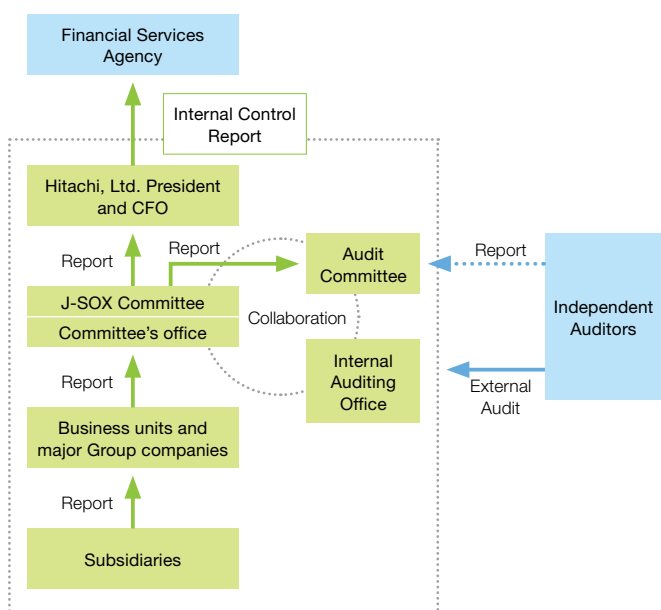 Financial Services
Agency
Internal Control
Report
Hitachi, Ltd. President
and CFO
Report
Report
Audit
Committee
Report
J-SOX Committee
Committee's office
Collaboration
Independent
Auditors
Internal
Auditing
Office
External
Audit
Report
Business units and
major Group companies
Report
Subsidiaries